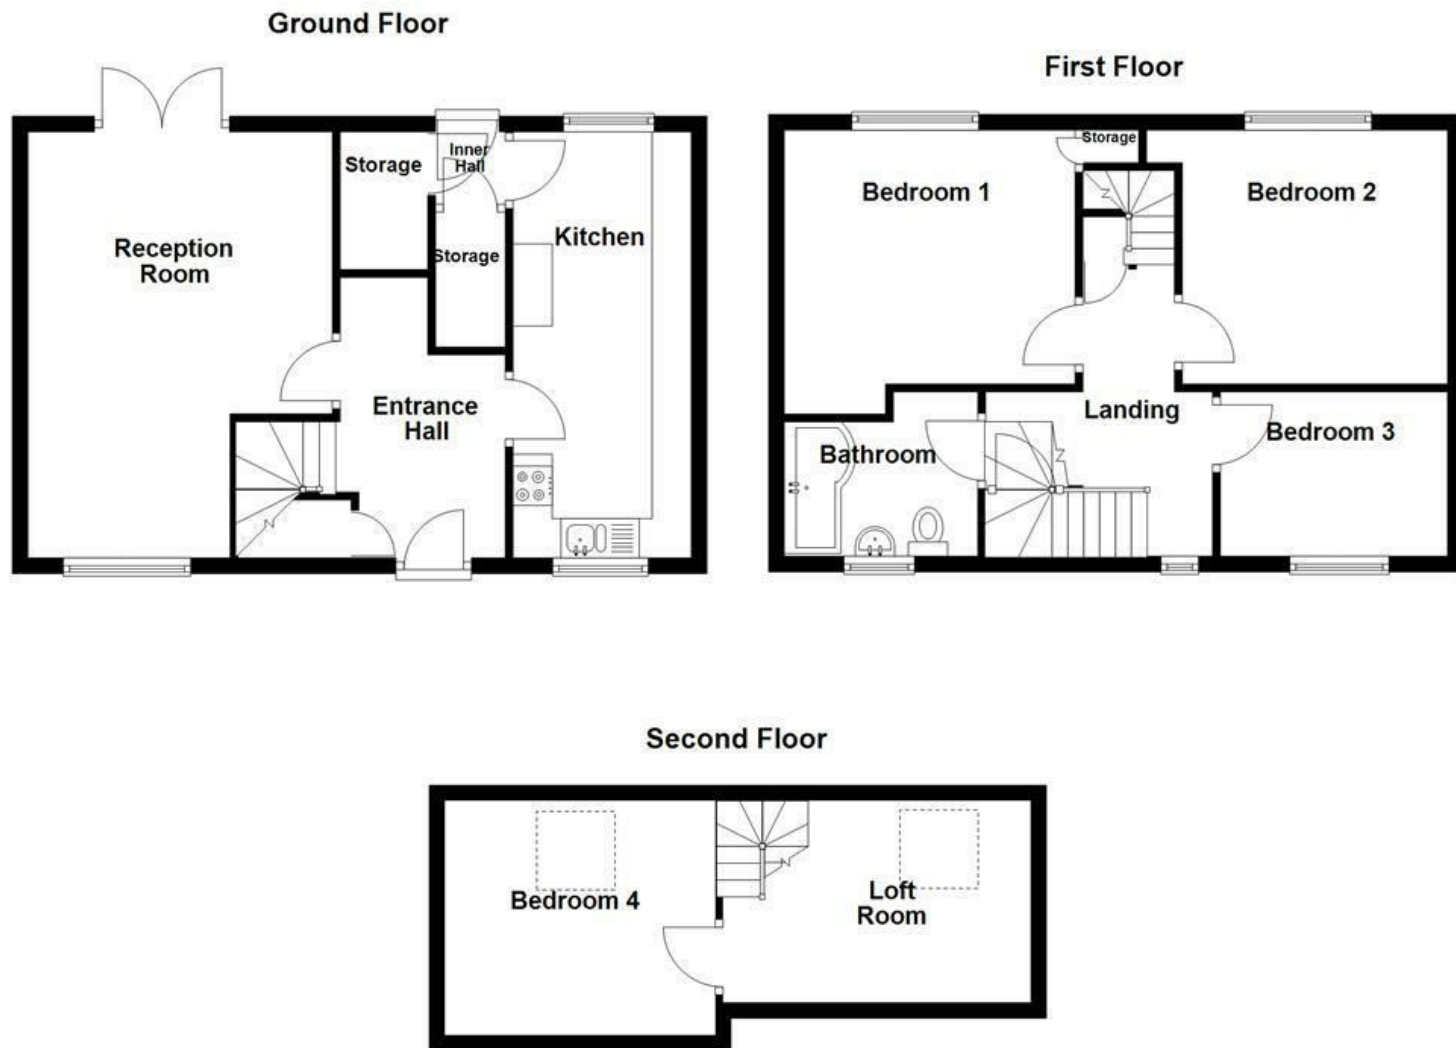 Ground Floor
Storage
Inner
Hall
Kitchen
Reception
Room
Storage
Entrance
Hall
First Floor
Storage
Bedroom 1
Bedroom 2
Landing
Bedroom 3
Bathroom
Second Floor
Bedroom 4
Loft
Room